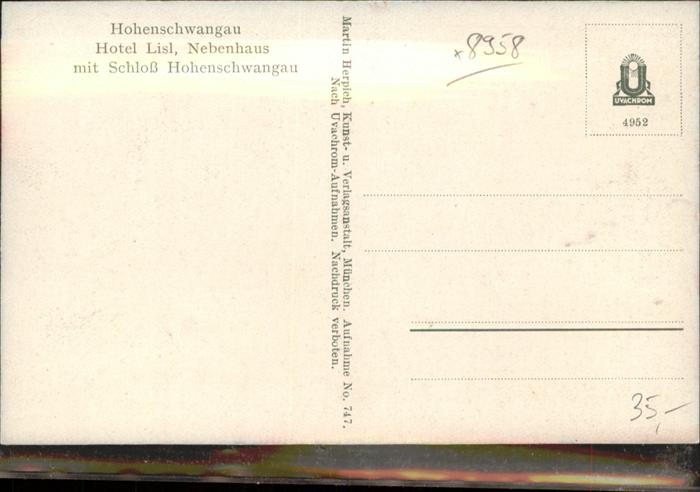 Hohenschwangau
Hotel Lisl, Nebenhaus
mit Schloß Hohenschwangau
Martin Herpich, Kunst- u. Verlagsanstalt, München. Aufnahme No. 747.
Nach Uvachrom-Aufnahmen. Nachdruck verboten.
x8958
UVACHROM
4952
35,-